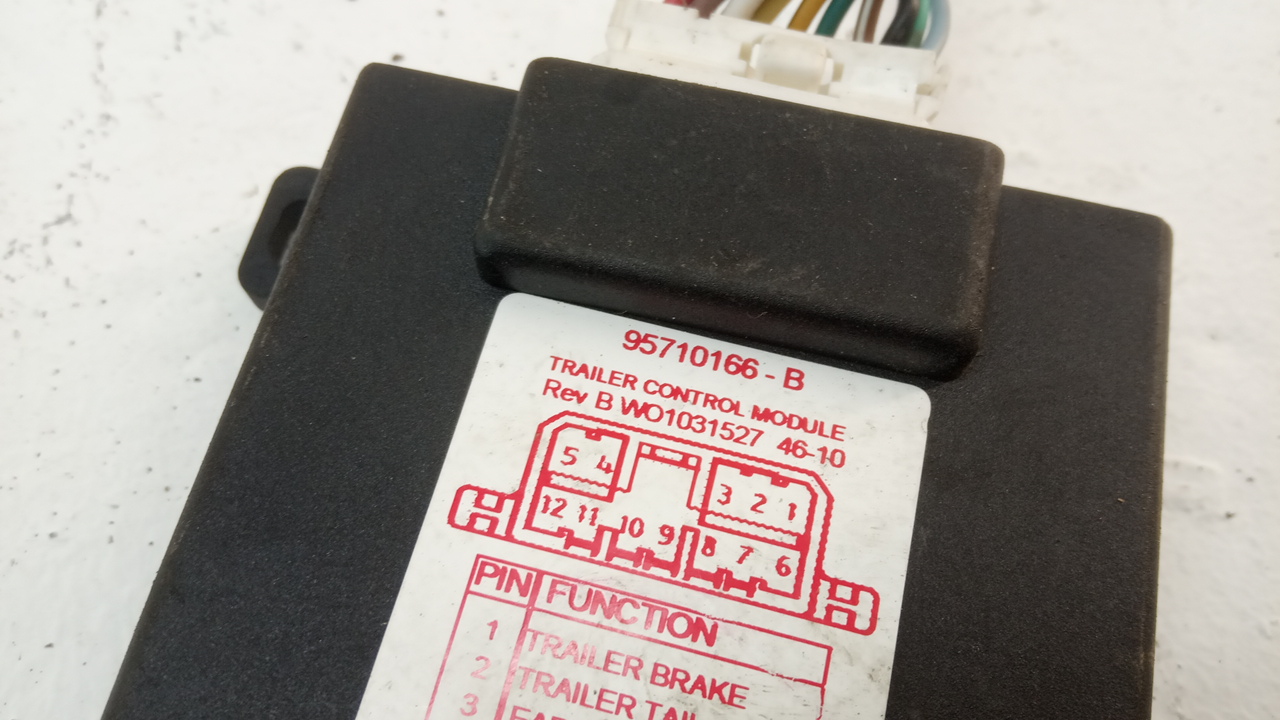 95710166 - B
TRAILER CONTROL MODULE
Rev B WO1031527 46-10
5 4 3 2 1
12 11 10 9 8 7 6
PIN FUNCTION
1 TRAILER BRAKE
2 TRAILER
3